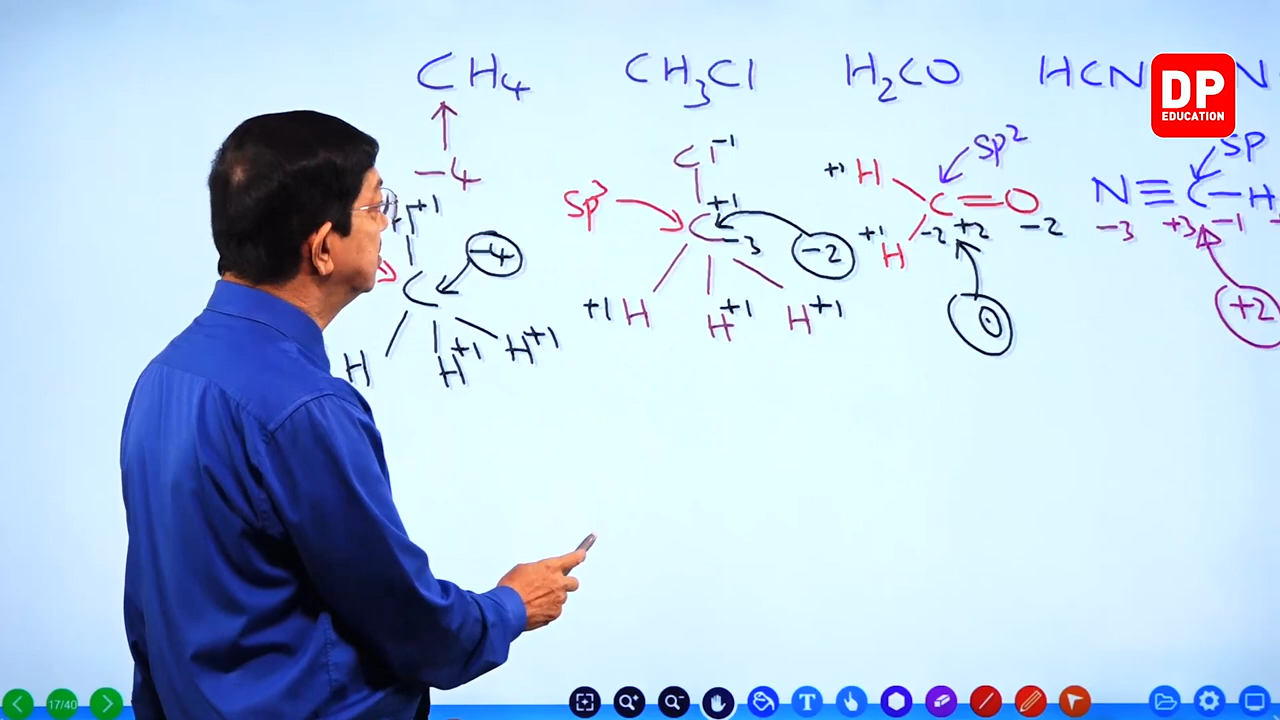 CH4 CH3Cl H2CO HCN N
DP
EDUCATION
-4
+1
C
-4
H H+1 H+1
Sp3
Cl-1
+1
C-3
-2
+1 H H+1 H+1
Sp2
+1 H
C=O
+1 H
-2 +2 -2
0
SP
N≡C-H
-3 +3 -1
+2
17/40
T